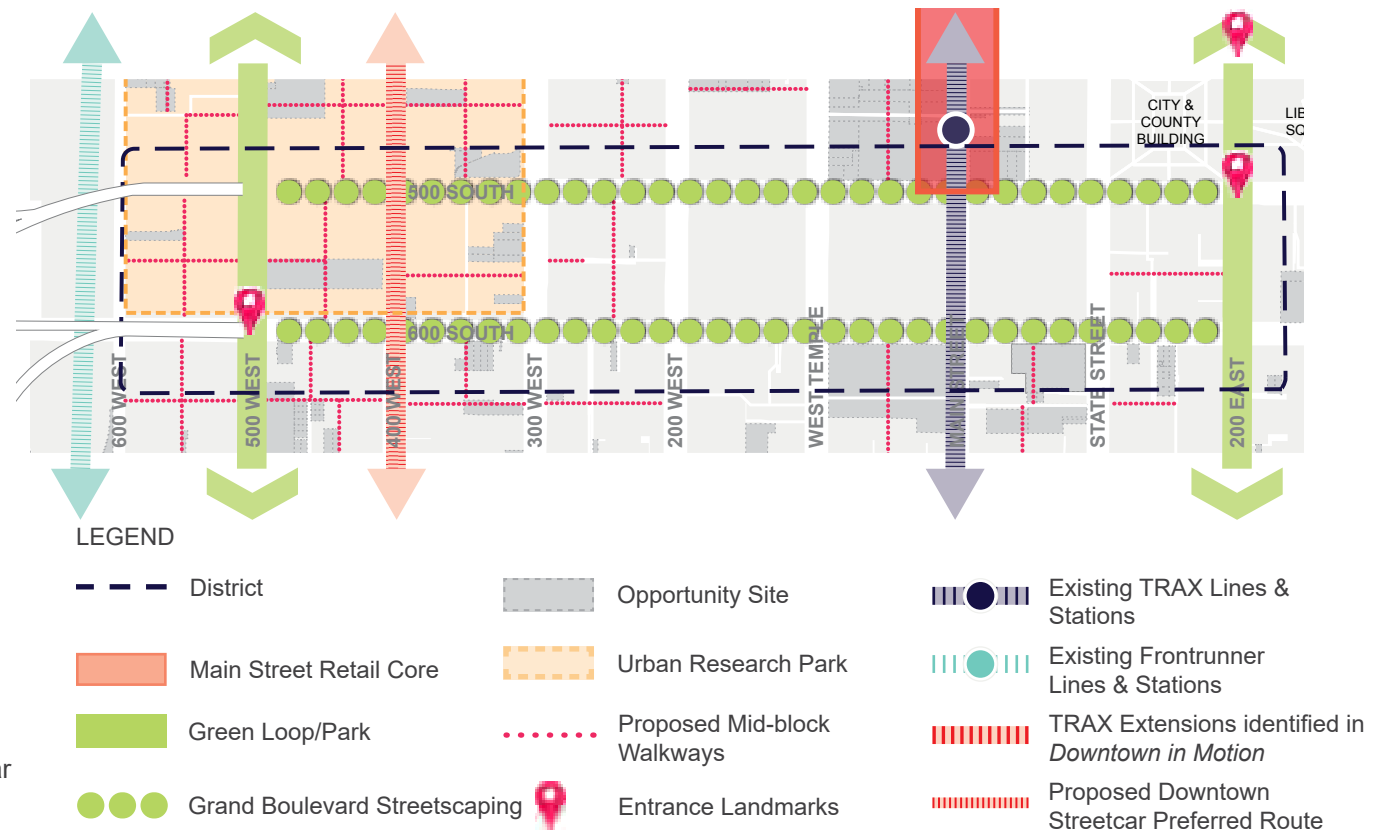 CITY &
COUNTY
BUILDING
LIE
SQ
500 SOUTH
600 SOUTH
600 WEST
500 WEST
400 WEST
300 WEST
200 WEST
WEST TEMPLE
MAIN STREET
STATE STREET
200 EAST
LEGEND
District
Main Street Retail Core
Green Loop/Park
ar
Grand Boulevard Streetscaping
Opportunity Site
Urban Research Park
Proposed Mid-block
Walkways
Entrance Landmarks
Existing TRAX Lines &
Stations
Existing Frontrunner
Lines & Stations
TRAX Extensions identified in
Downtown in Motion
Proposed Downtown
Streetcar Preferred Route